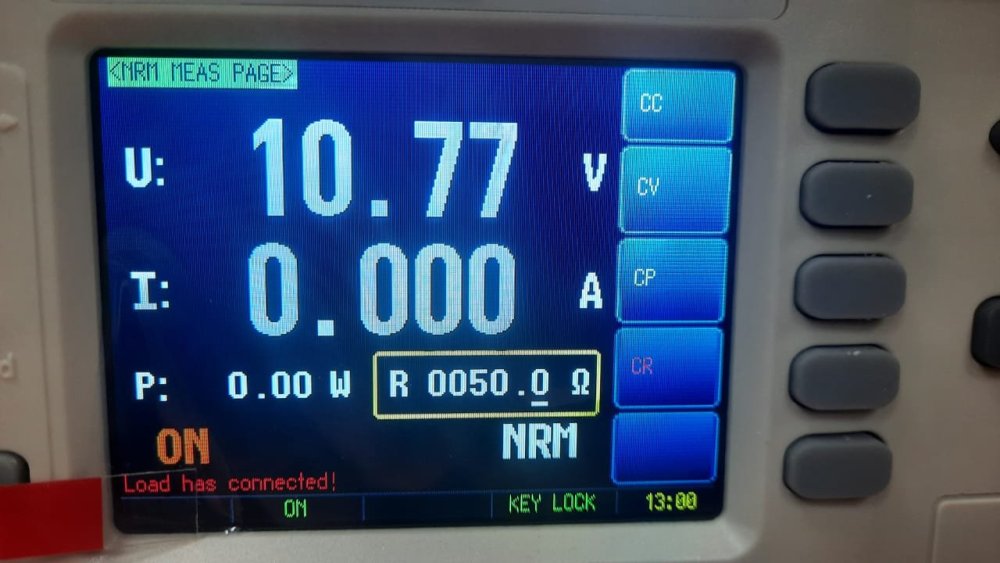 <NRM MEAS PAGE>
CC
U: 10.77 V
CV
I: 0.000 A
CP
P: 0.00 W R 0050.0 Ω
CR
ON NRM
Load has connected!
ON KEY LOCK 13:00